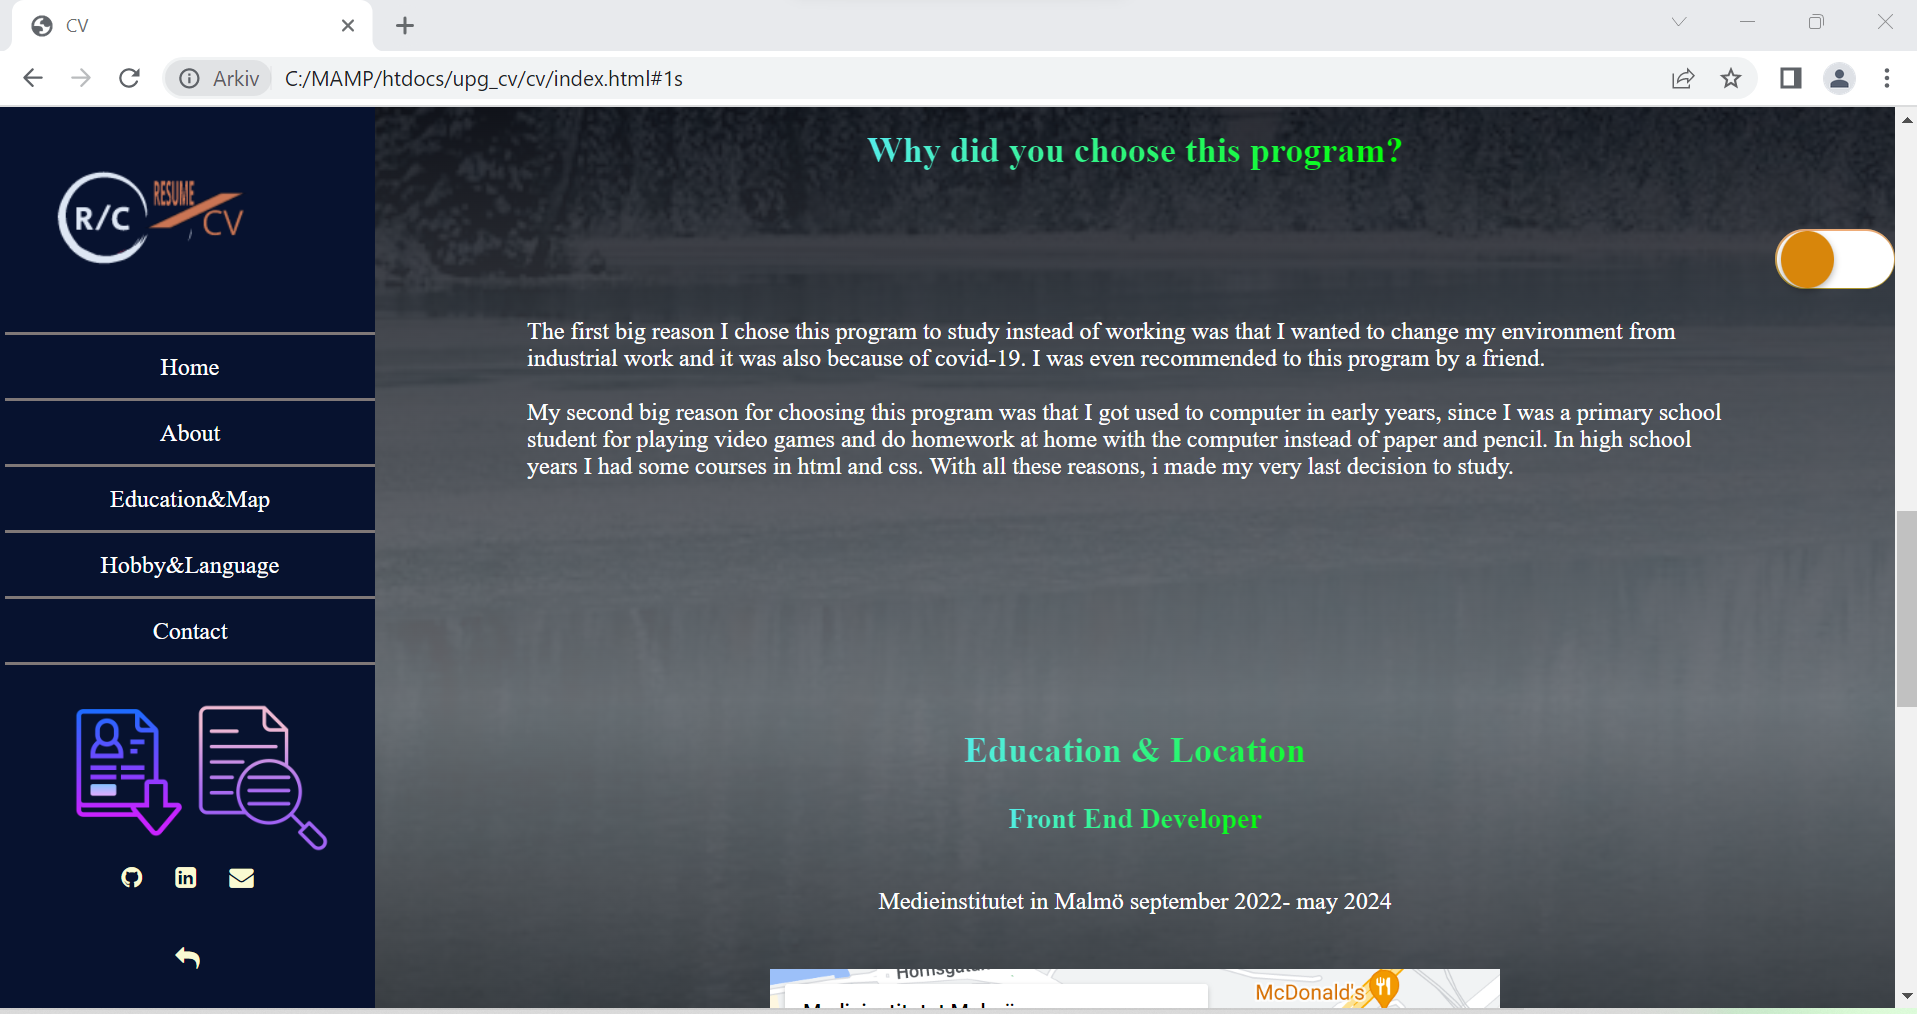 CV
Arkiv C:/MAMP/htdocs/upg_cv/cv/index.html#1s
R/C RESUME CV
Home
About
Education&Map
Hobby&Language
Contact
Why did you choose this program?
The first big reason I chose this program to study instead of working was that I wanted to change my environment from
industrial work and it was also because of covid-19. I was even recommended to this program by a friend.
My second big reason for choosing this program was that I got used to computer in early years, since I was a primary school
student for playing video games and do homework at home with the computer instead of paper and pencil. In high school
years I had some courses in html and css. With all these reasons, i made my very last decision to study.
Education & Location
Front End Developer
Medieinstitutet in Malmö september 2022- may 2024
McDonald's